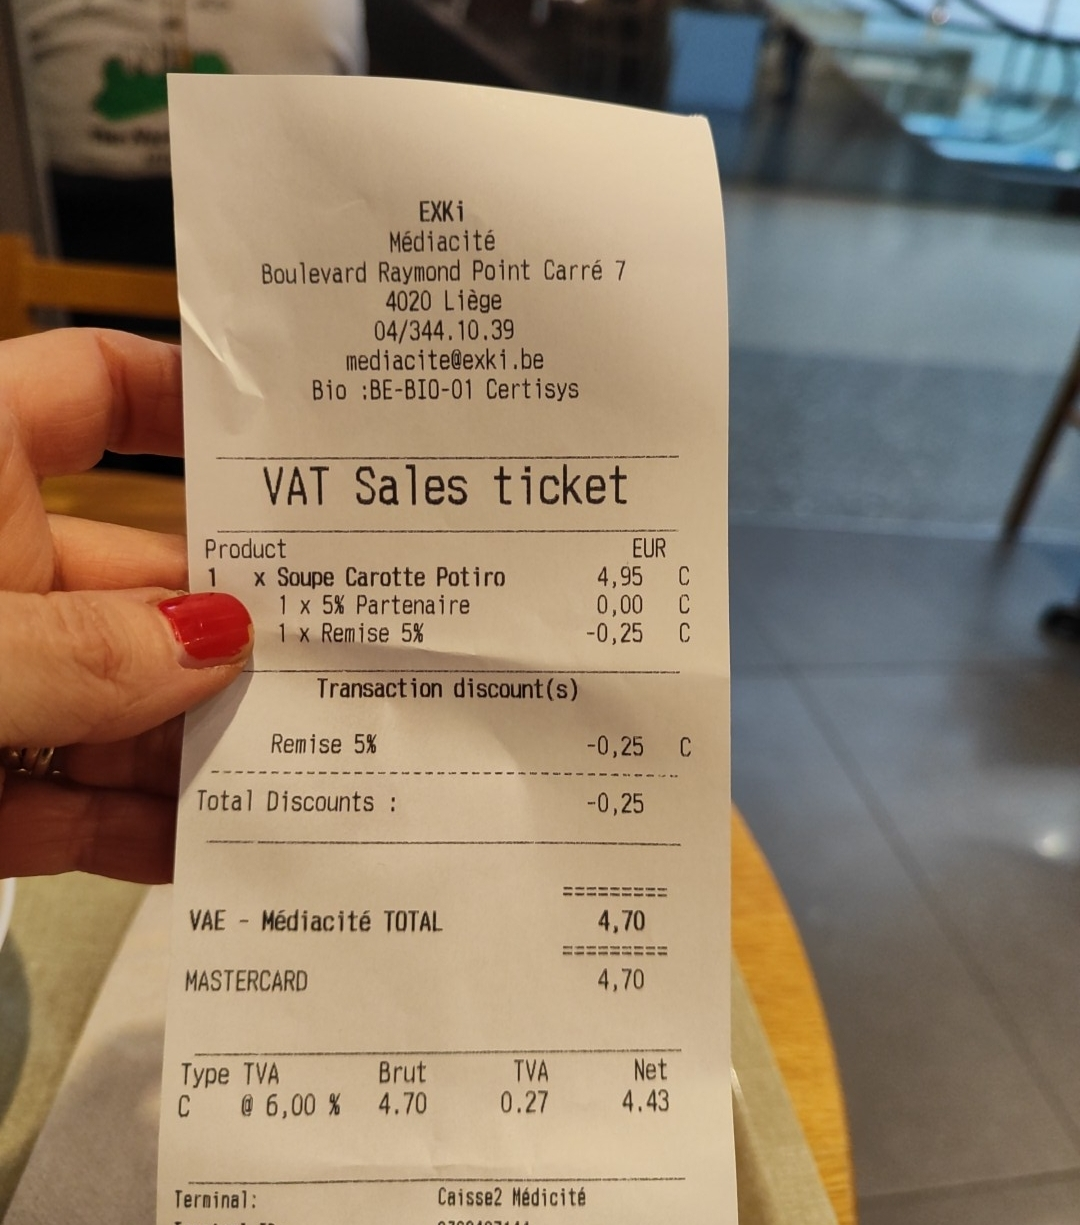 EXKi
Médiacité
Boulevard Raymond Point Carré 7
4020 Liège
04/344.10.39
mediacite@exki.be
Bio :BE-BIO-01 Certisys
VAT Sales ticket
Product EUR
1 x Soupe Carotte Potiro 4,95 C
1 x 5% Partenaire 0,00 C
1 x Remise 5% -0,25 C
Transaction discount(s)
Remise 5% -0,25 C
Total Discounts : -0,25
=========
VAE - Médiacité TOTAL 4,70
=========
MASTERCARD 4,70
Type TVA Brut TVA Net
C @ 6,00 % 4.70 0.27 4.43
Terminal: Caisse2 Médicité